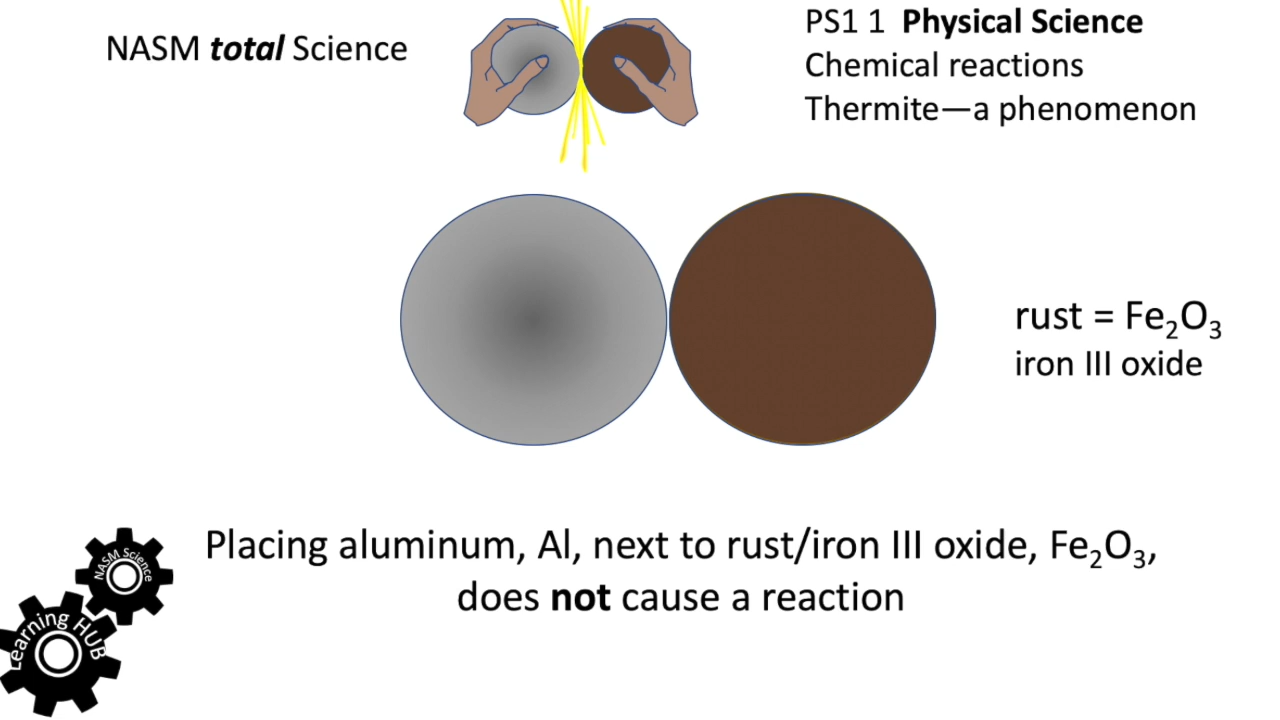 NASM total Science
PS1 1 Physical Science
Chemical reactions
Thermite—a phenomenon
rust = Fe₂O₃
iron III oxide
Placing aluminum, Al, next to rust/iron III oxide, Fe₂O₃,
does not cause a reaction
NASM Science
Learning HUB